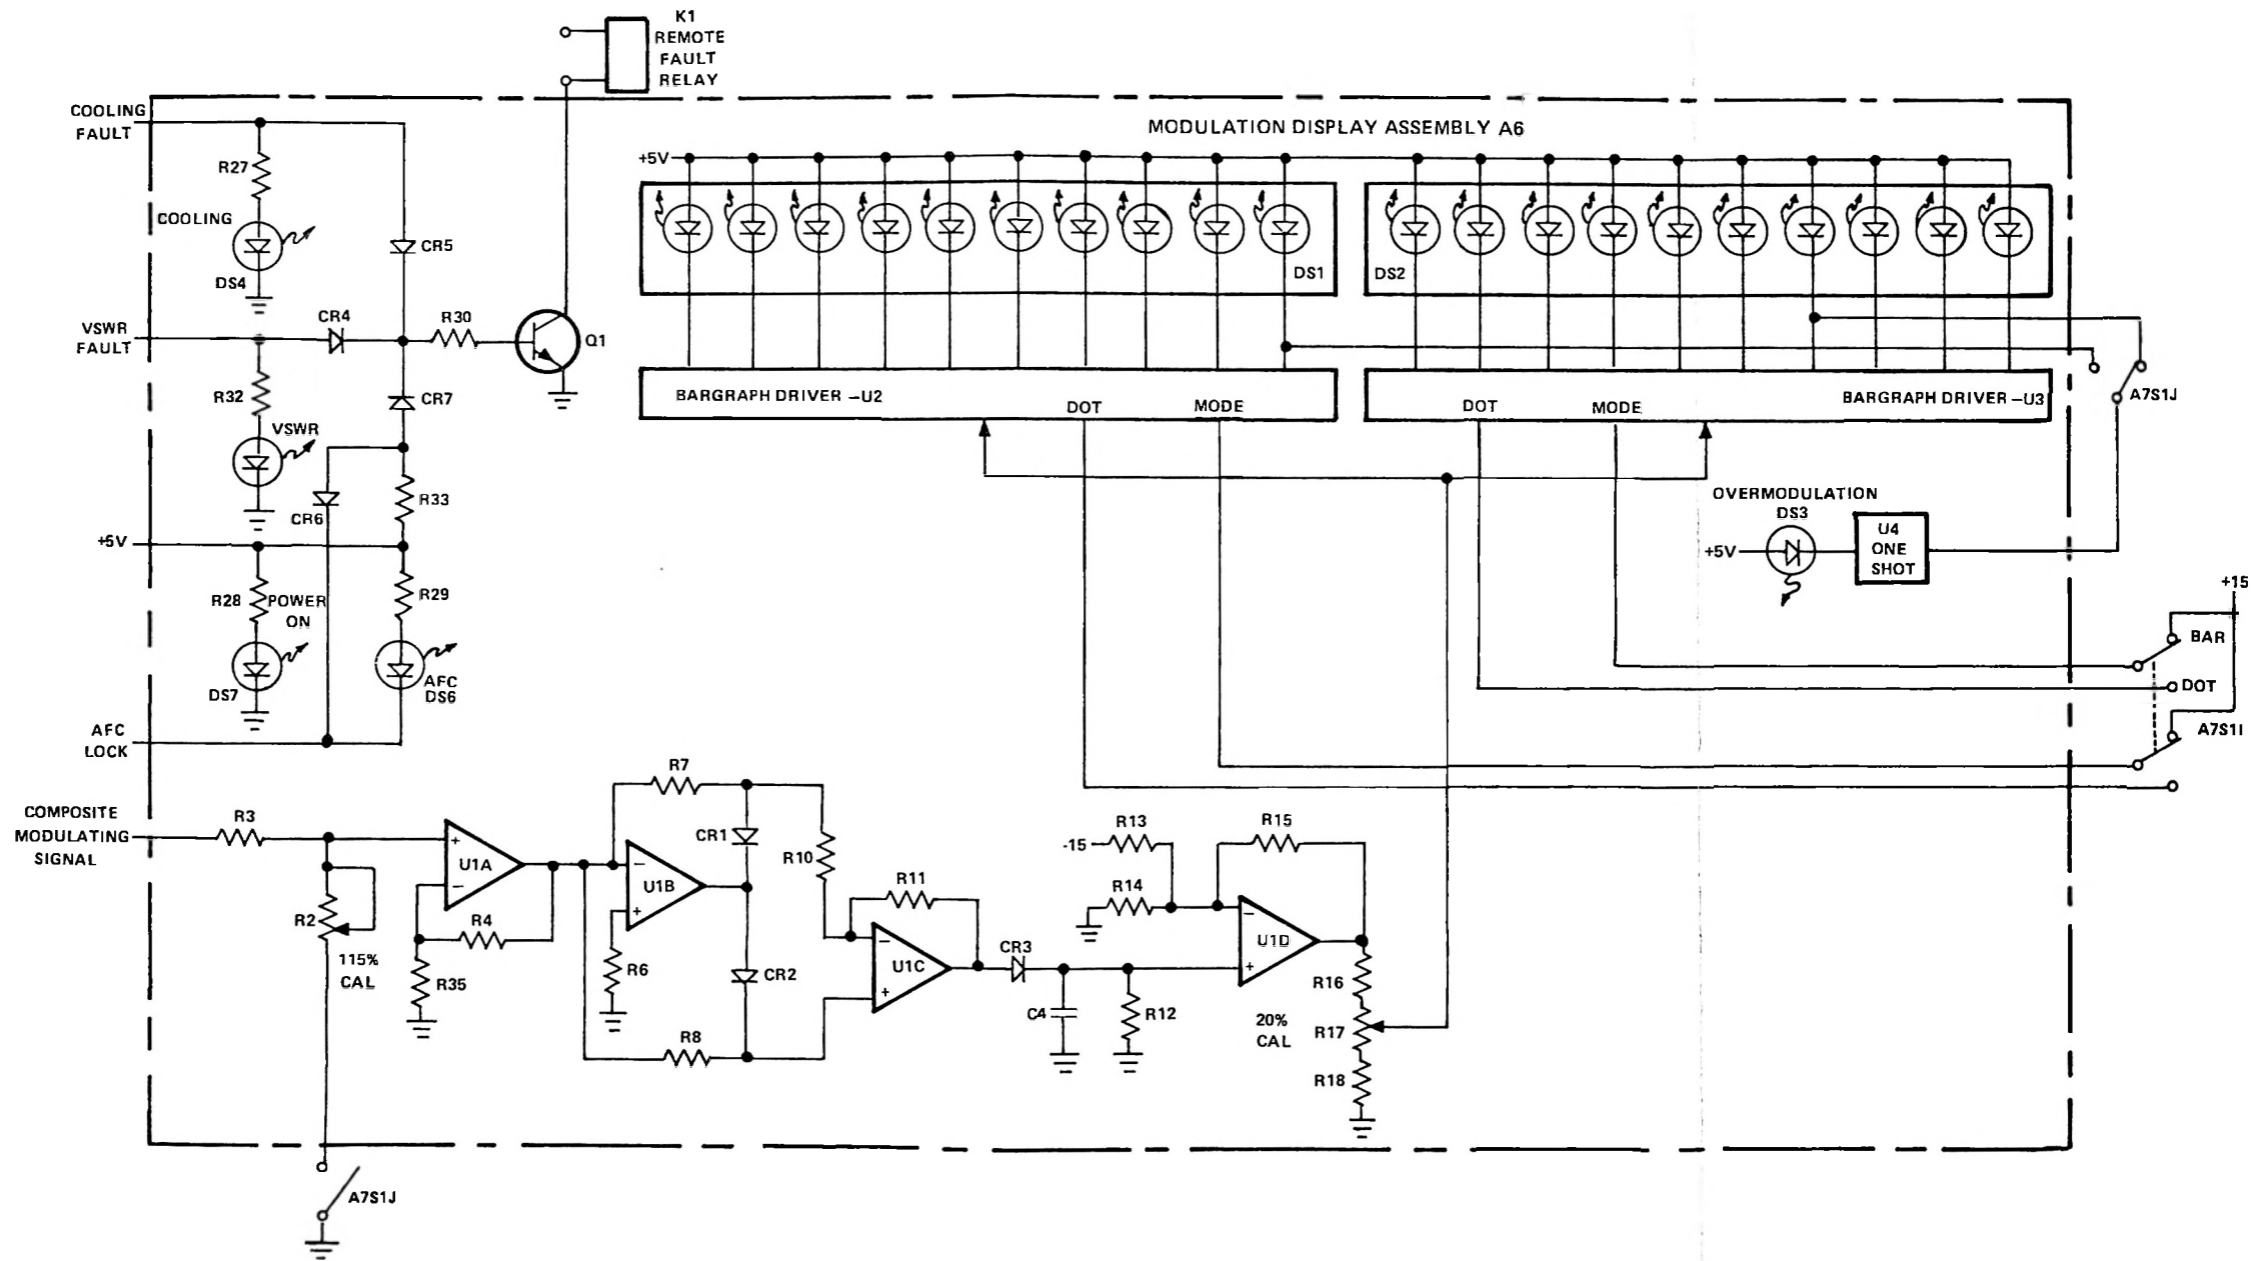 K1
REMOTE
FAULT
RELAY
COOLING
FAULT
MODULATION DISPLAY ASSEMBLY A6
+5V
R27
COOLING
DS4
CR5
DS1
DS2
VSWR
FAULT
CR4
R30
Q1
R32
CR7
VSWR
BARGRAPH DRIVER –U2
DOT
MODE
DOT
MODE
BARGRAPH DRIVER –U3
A7S1J
R33
CR6
+5V
OVERMODULATION
DS3
+5V
U4
ONE
SHOT
R28
POWER
ON
R29
DS7
AFC
DS6
+15
BAR
DOT
A7S1I
AFC
LOCK
COMPOSITE
MODULATING
SIGNAL
R3
+
–
U1A
R4
R2
115%
CAL
R35
R7
CR1
–
+
U1B
R6
CR2
R8
R10
R11
–
+
U1C
CR3
C4
R12
-15
R13
R14
R15
–
+
U1D
R16
20%
CAL
R17
R18
A7S1J